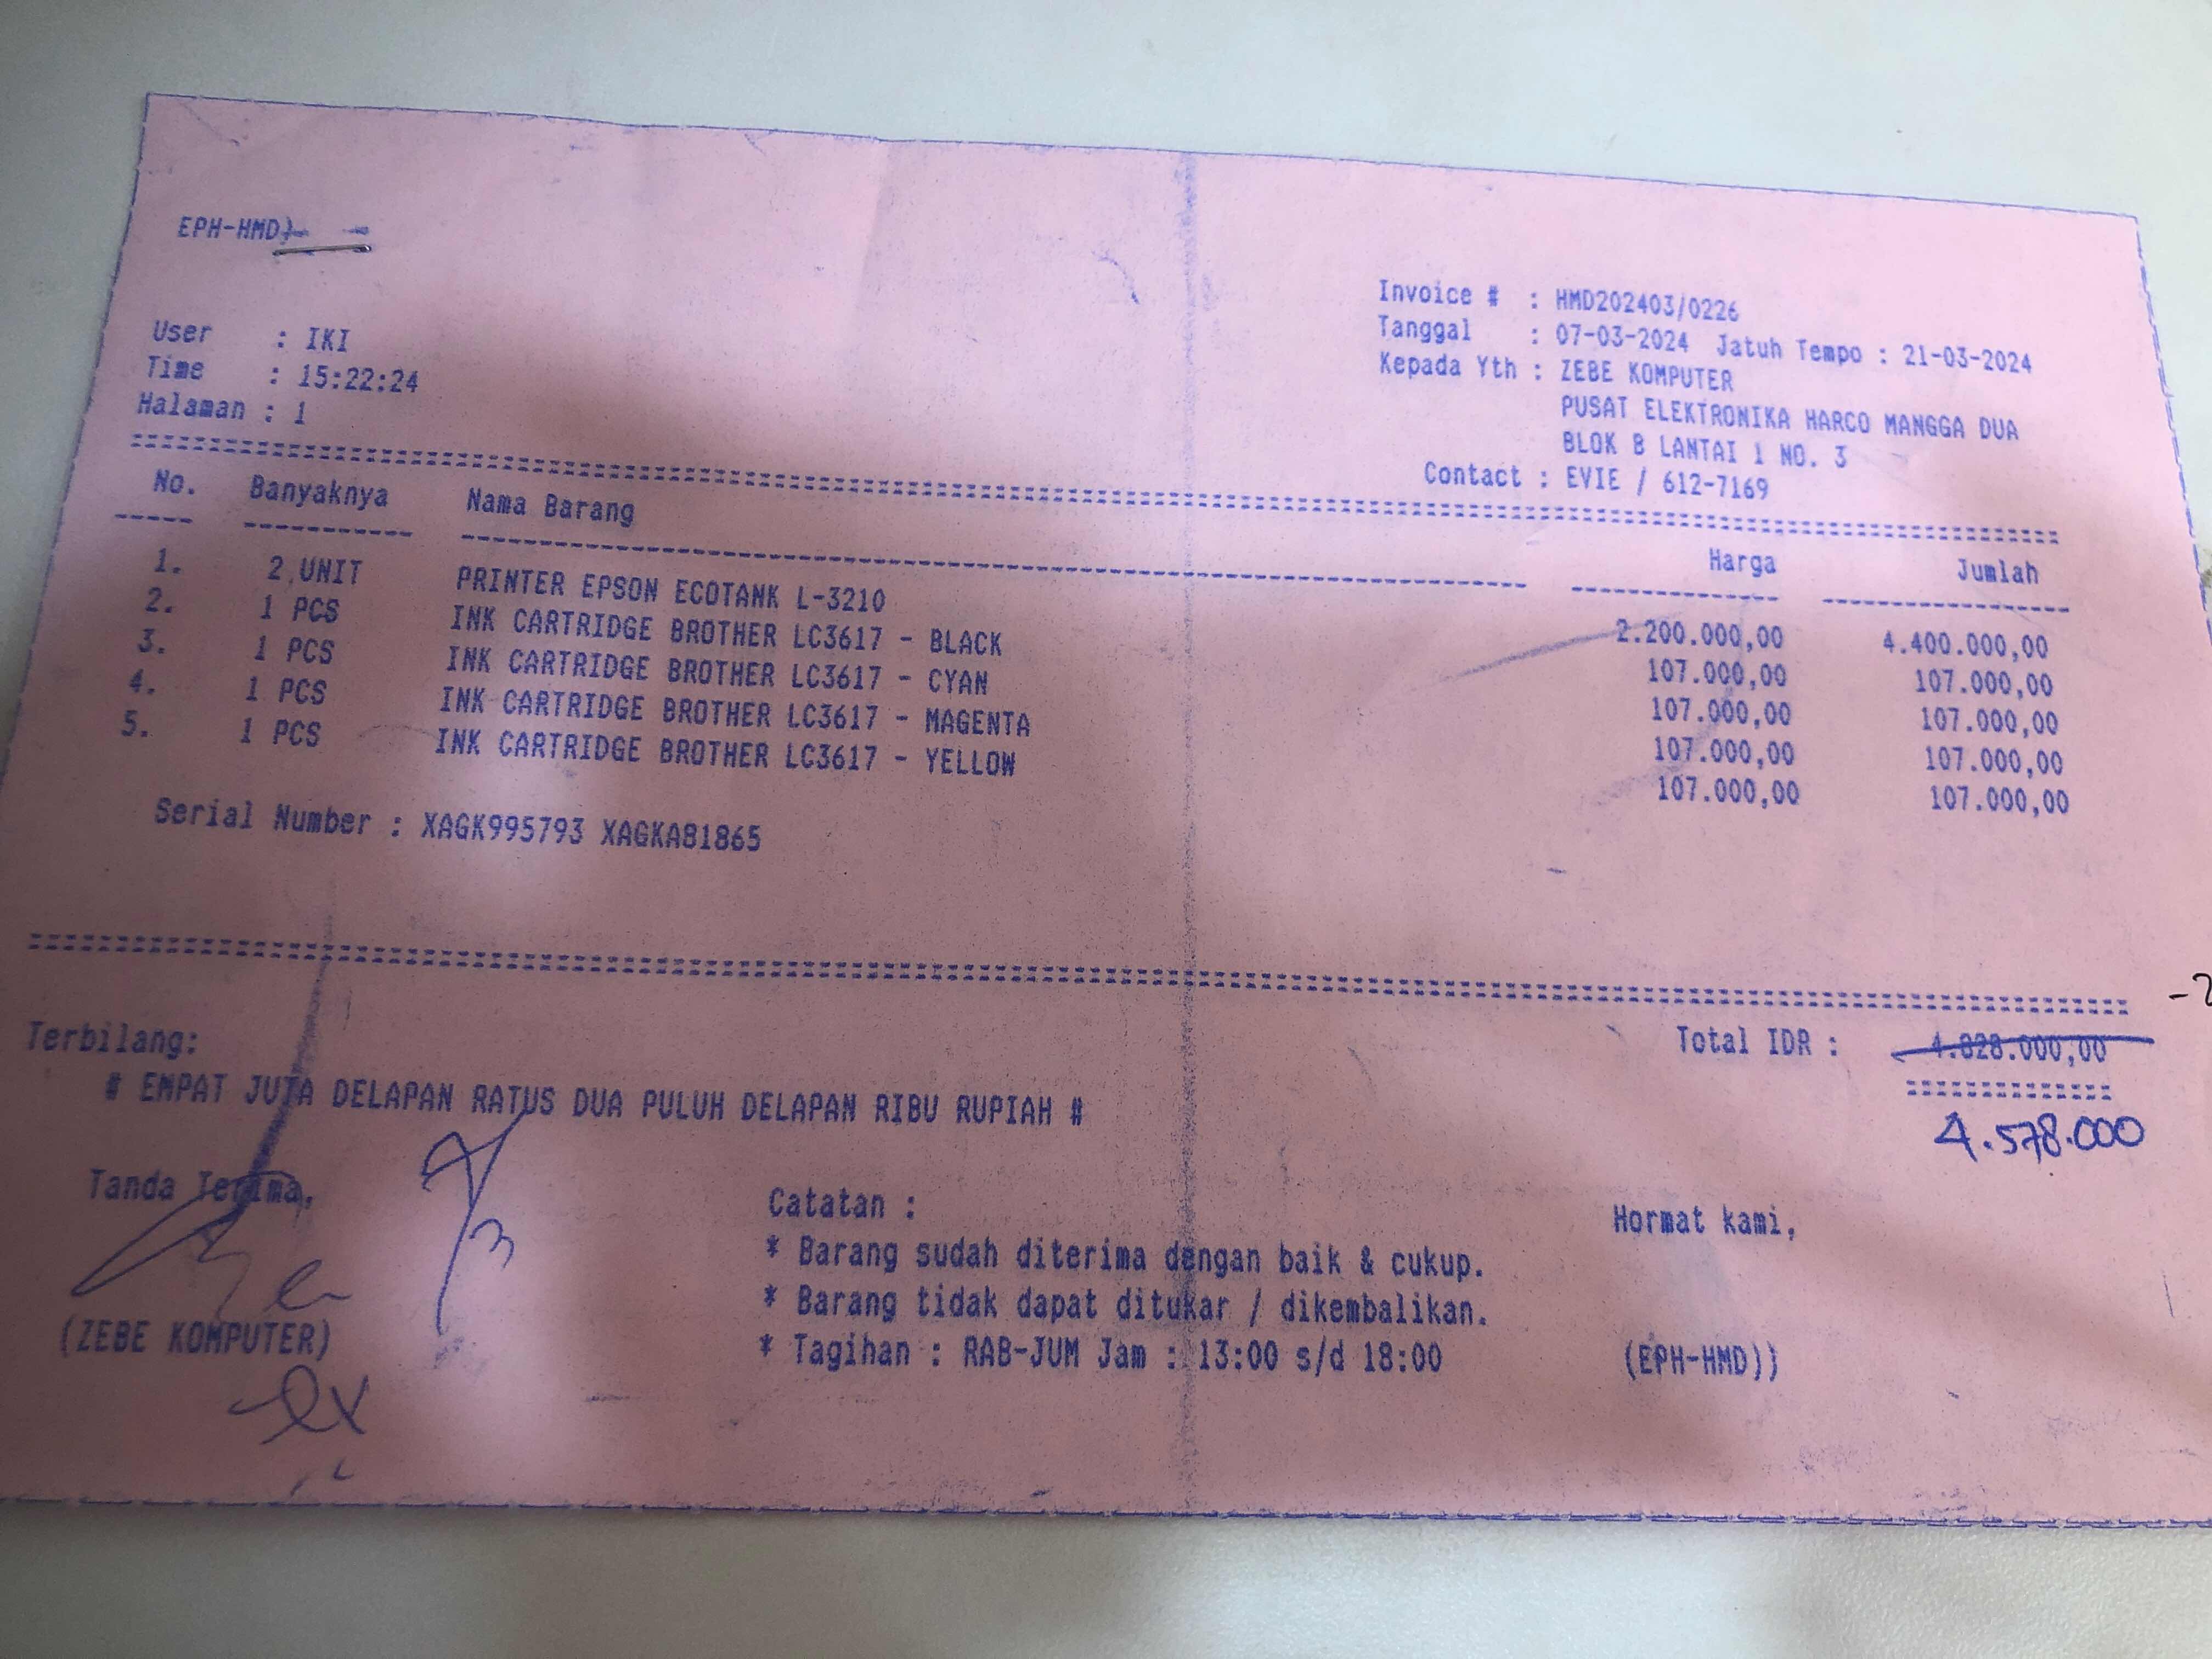 EPH-HMD)
Invoice # : HMD202403/0226
User : IKI
Tanggal : 07-03-2024 Jatuh Tempo : 21-03-2024
Time : 15:22:24
Kepada Yth : ZEBE KOMPUTER
Halaman : 1
PUSAT ELEKTRONIKA HARCO MANGGA DUA
BLOK B LANTAI 1 NO. 3
Contact : EVIE / 612-7169
No. Banyaknya Nama Barang Harga Jumlah
1. 2 UNIT PRINTER EPSON ECOTANK L-3210 2.200.000,00 4.400.000,00
2. 1 PCS INK CARTRIDGE BROTHER LC3617 - BLACK 107.000,00 107.000,00
3. 1 PCS INK CARTRIDGE BROTHER LC3617 - CYAN 107.000,00 107.000,00
4. 1 PCS INK CARTRIDGE BROTHER LC3617 - MAGENTA 107.000,00 107.000,00
5. 1 PCS INK CARTRIDGE BROTHER LC3617 - YELLOW 107.000,00 107.000,00
Serial Number : XAGK995793 XAGKA81865
Total IDR : 4.828.000,00
4.578.000
Terbilang:
# EMPAT JUTA DELAPAN RATUS DUA PULUH DELAPAN RIBU RUPIAH #
Tanda Terima,
Catatan :
Hormat kami,
* Barang sudah diterima dengan baik & cukup.
* Barang tidak dapat ditukar / dikembalikan.
* Tagihan : RAB-JUM Jam : 13:00 s/d 18:00
(ZEBE KOMPUTER)
(EPH-HMD))